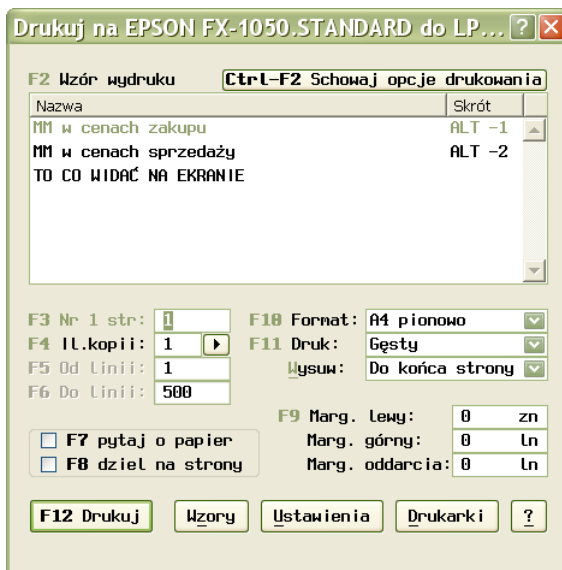 Drukuj na EPSON FX-1050.STANDARD do LP... ?
F2 Wzór wydruku Ctrl-F2 Schowaj opcje drukowania
Nazwa Skrót
MM w cenach zakupu ALT -1
MM w cenach sprzedaży ALT -2
TO CO WIDAĆ NA EKRANIE
F3 Nr 1 str: 1 F10 Format: A4 pionowo
F4 Il.kopii: 1 F11 Druk: Gęsty
F5 Od linii: 1 Wysuw: Do końca strony
F6 Do linii: 500
F9 Marg. lewy: 0 zn
F7 pytaj o papier Marg. górny: 0 ln
F8 dziel na strony Marg. oddarcia: 0 ln
F12 Drukuj Wzory Ustawienia Drukarki ?